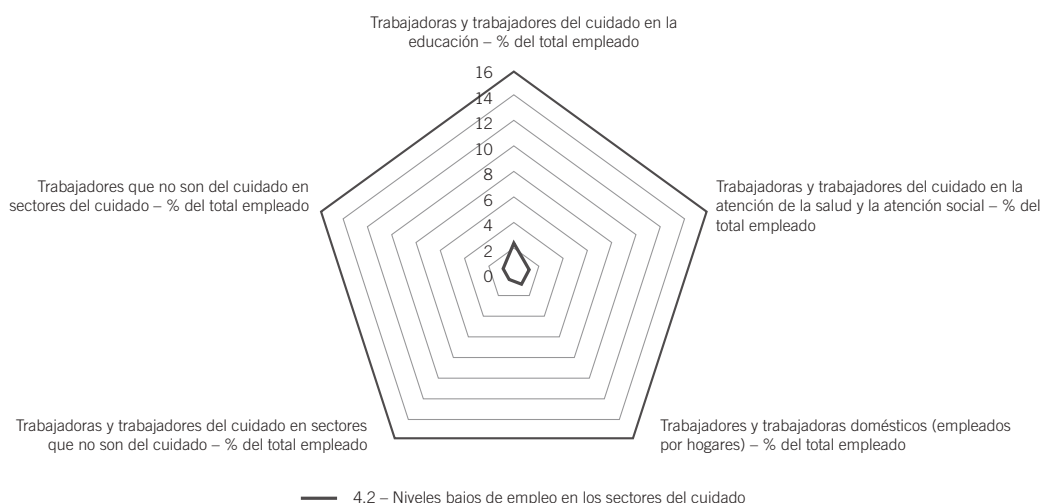 Trabajadoras y trabajadores del cuidado en la
educación – % del total empleado
16
14
12
10
8
6
4
2
0
Trabajadores que no son del cuidado en
sectores del cuidado – % del total empleado
Trabajadoras y trabajadores del cuidado en la
atención de la salud y la atención social – % del
total empleado
Trabajadoras y trabajadores del cuidado en sectores
que no son del cuidado – % del total empleado
Trabajadores y trabajadoras domésticos (empleados
por hogares) – % del total empleado
4.2 – Niveles bajos de empleo en los sectores del cuidado